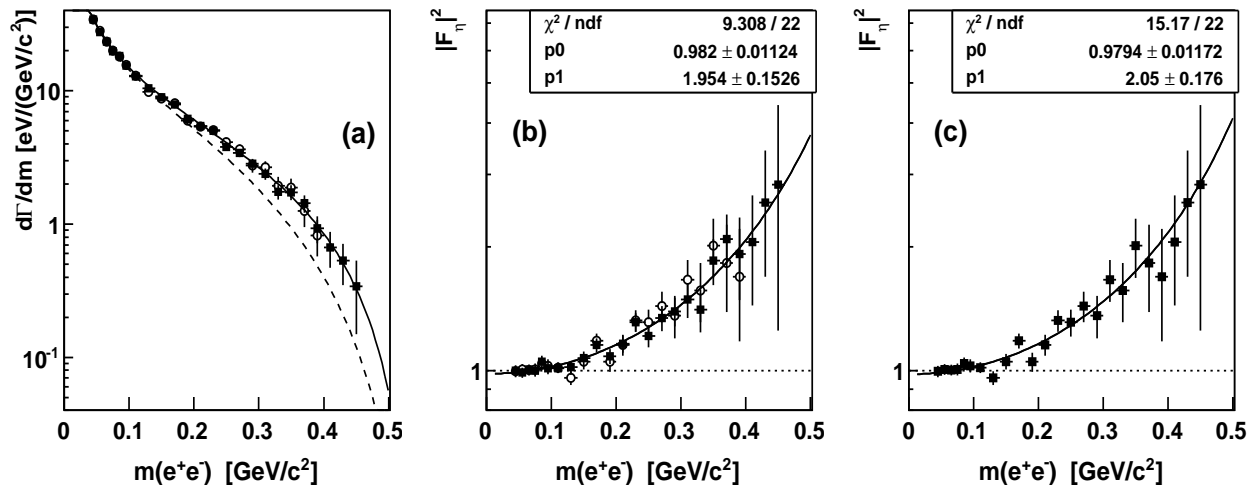 dΓ/dm [eV/(GeV/c²)]
10
1
10⁻¹
(a)
0 0.1 0.2 0.3 0.4 0.5
m(e⁺e⁻) [GeV/c²]
|F_η|²
χ² / ndf 9.308 / 22
p0 0.982 ± 0.01124
p1 1.954 ± 0.1526
(b)
1
0 0.1 0.2 0.3 0.4 0.5
m(e⁺e⁻) [GeV/c²]
|F_η|²
χ² / ndf 15.17 / 22
p0 0.9794 ± 0.01172
p1 2.05 ± 0.176
(c)
1
0 0.1 0.2 0.3 0.4 0.5
m(e⁺e⁻) [GeV/c²]